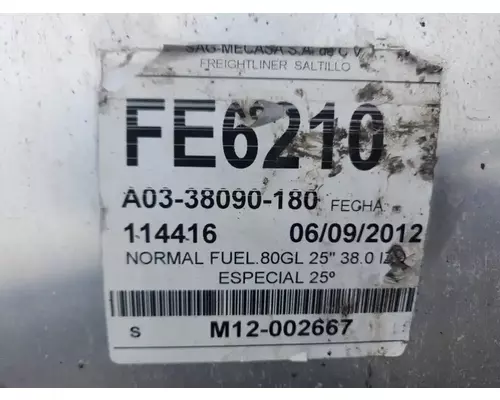 SAG-MECASA S.A. de C.V.
FREIGHTLINER SALTILLO
FE6210
A03-38090-180 FECHA
114416 06/09/2012
NORMAL FUEL.80GL 25" 38.0
ESPECIAL 25º
S M12-002667